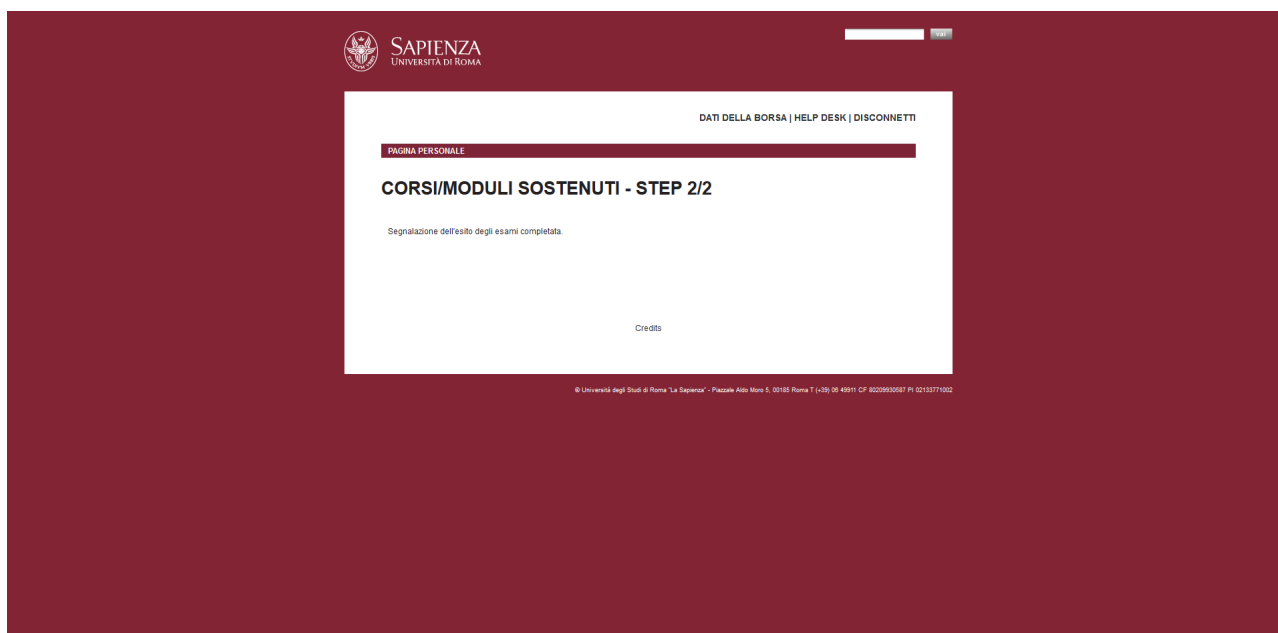 SAPIENZA
UNIVERSITÀ DI ROMA
vai
DATI DELLA BORSA | HELP DESK | DISCONNETTI
PAGINA PERSONALE
CORSI/MODULI SOSTENUTI - STEP 2/2
Segnalazione dell'esito degli esami completata.
Credits
© Università degli Studi di Roma "La Sapienza" - Piazzale Aldo Moro 5, 00185 Roma T (+39) 06 49911 CF 80209930587 PI 02133771002